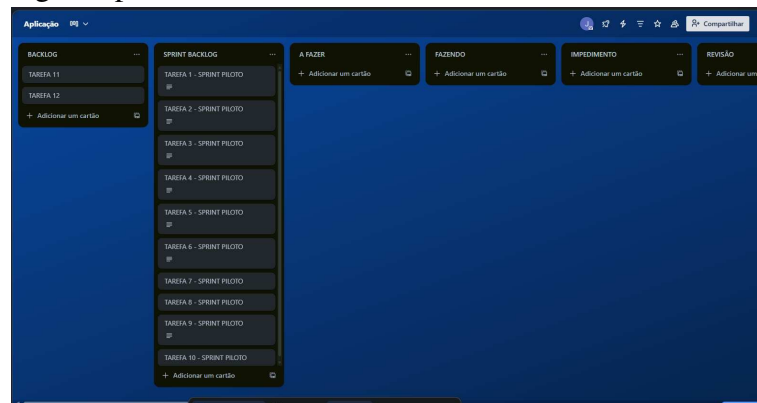 Aplicação
J
Compartilhar
BACKLOG
TAREFA 11
TAREFA 12
+ Adicionar um cartão
SPRINT BACKLOG
TAREFA 1 - SPRINT PILOTO
TAREFA 2 - SPRINT PILOTO
TAREFA 3 - SPRINT PILOTO
TAREFA 4 - SPRINT PILOTO
TAREFA 5 - SPRINT PILOTO
TAREFA 6 - SPRINT PILOTO
TAREFA 7 - SPRINT PILOTO
TAREFA 8 - SPRINT PILOTO
TAREFA 9 - SPRINT PILOTO
TAREFA 10 - SPRINT PILOTO
+ Adicionar um cartão
A FAZER
+ Adicionar um cartão
FAZENDO
+ Adicionar um cartão
IMPEDIMENTO
+ Adicionar um cartão
REVISÃO
+ Adicionar um